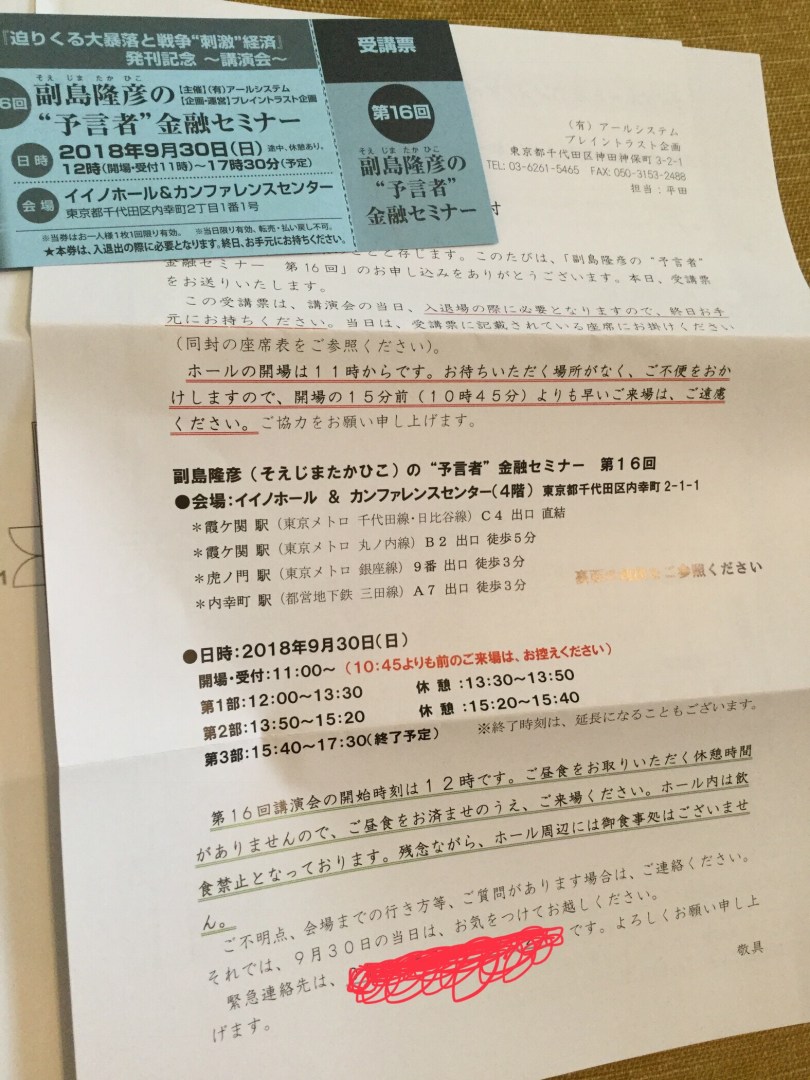 『迫りくる大暴落と戦争“刺激”経済』
発刊記念 ～講演会～
6回
そえ じま たか ひこ
副島隆彦の
【主催】(有)アールシステム
【企画・運営】ブレイントラスト企画
“予言者”金融セミナー
日時
2018年9月30日(日) 途中、休憩あり。
12時(開場・受付11時)～17時30分(予定)
会場
イイノホール&カンファレンスセンター
東京都千代田区内幸町2丁目1番1号
※当券はお一人様1枚1回限り有効。 ※当日限り有効、転売・払い戻し不可。
★本券は、入退出の際に必要となります。終日、お手元にお持ちください。
受講票
第16回
そえ じま たか ひこ
副島隆彦の
“予言者”
金融セミナー
(有)アールシステム
ブレイントラスト企画
東京都千代田区神田神保町3-2-1
TEL: 03-6261-5465 FAX: 050-3153-2488
担当:平田
付
とと存じます。このたびは、「副島隆彦の“予言者”
金融セミナー 第16回」のお申し込みをありがとうございます。本日、受講票
をお送りいたします。
この受講票は、講演会の当日、入退場の際に必要となりますので、終日お手
元にお持ちください。当日は、受講票に記載されている座席にお掛けください
(同封の座席表をご参照ください)。
ホールの開場は11時からです。お待ちいただく場所がなく、ご不便をおか
けしますので、開場の15分前(10時45分)よりも早いご来場は、ご遠慮
ください。ご協力をお願い申し上げます。
副島隆彦(そえじまたかひこ)の“予言者”金融セミナー 第16回
●会場:イイノホール & カンファレンスセンター(4階) 東京都千代田区内幸町2-1-1
＊霞ケ関 駅(東京メトロ 千代田線・日比谷線)C4 出口 直結
＊霞ケ関 駅(東京メトロ 丸ノ内線)B2 出口 徒歩5分
＊虎ノ門 駅(東京メトロ 銀座線)9番 出口 徒歩3分
＊内幸町 駅(都営地下鉄 三田線)A7 出口 徒歩3分
ご参照ください
●日時:2018年9月30日(日)
開場・受付:11:00～(10:45よりも前のご来場は、お控えください)
第1部:12:00～13:30 休 憩:13:30～13:50
第2部:13:50～15:20 休 憩:15:20～15:40
第3部:15:40～17:30(終了予定) ※終了時刻は、延長になることもございます。
第16回講演会の開始時刻は12時です。ご昼食をお取りいただく休憩時間
がありませんので、ご昼食をお済ませのうえ、ご来場ください。ホール内は飲
食禁止となっております。残念ながら、ホール周辺には御食事処はございませ
ん。
ご不明点、会場までの行き方等、ご質問があります場合は、ご連絡ください。
それでは、9月30日の当日は、お気をつけてお越しください。
緊急連絡先は、 です。よろしくお願い申し上
げます。
敬具